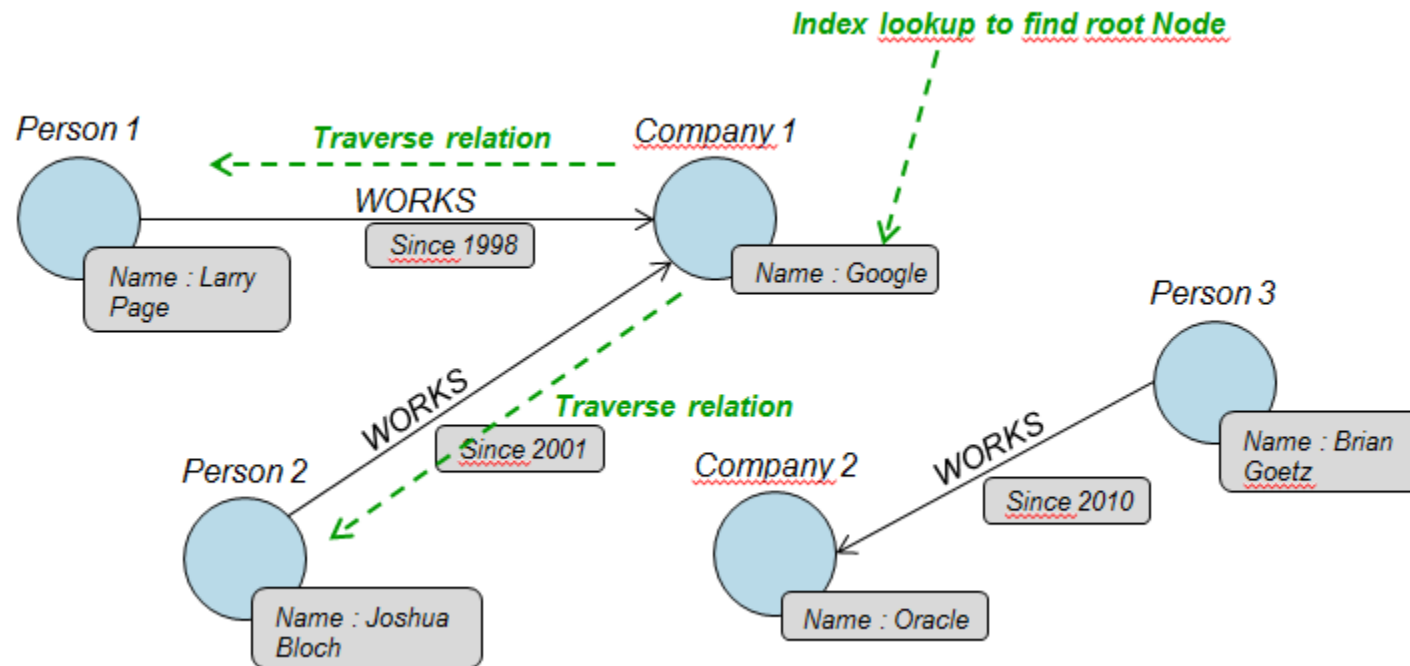 Index lookup to find root Node
Person 1
Traverse relation
Company 1
WORKS
Since 1998
Name : Larry
Page
Name : Google
Person 3
WORKS
Traverse relation
Since 2001
Name : Brian
Goetz
WORKS
Since 2010
Person 2
Company 2
Name : Joshua
Bloch
Name : Oracle